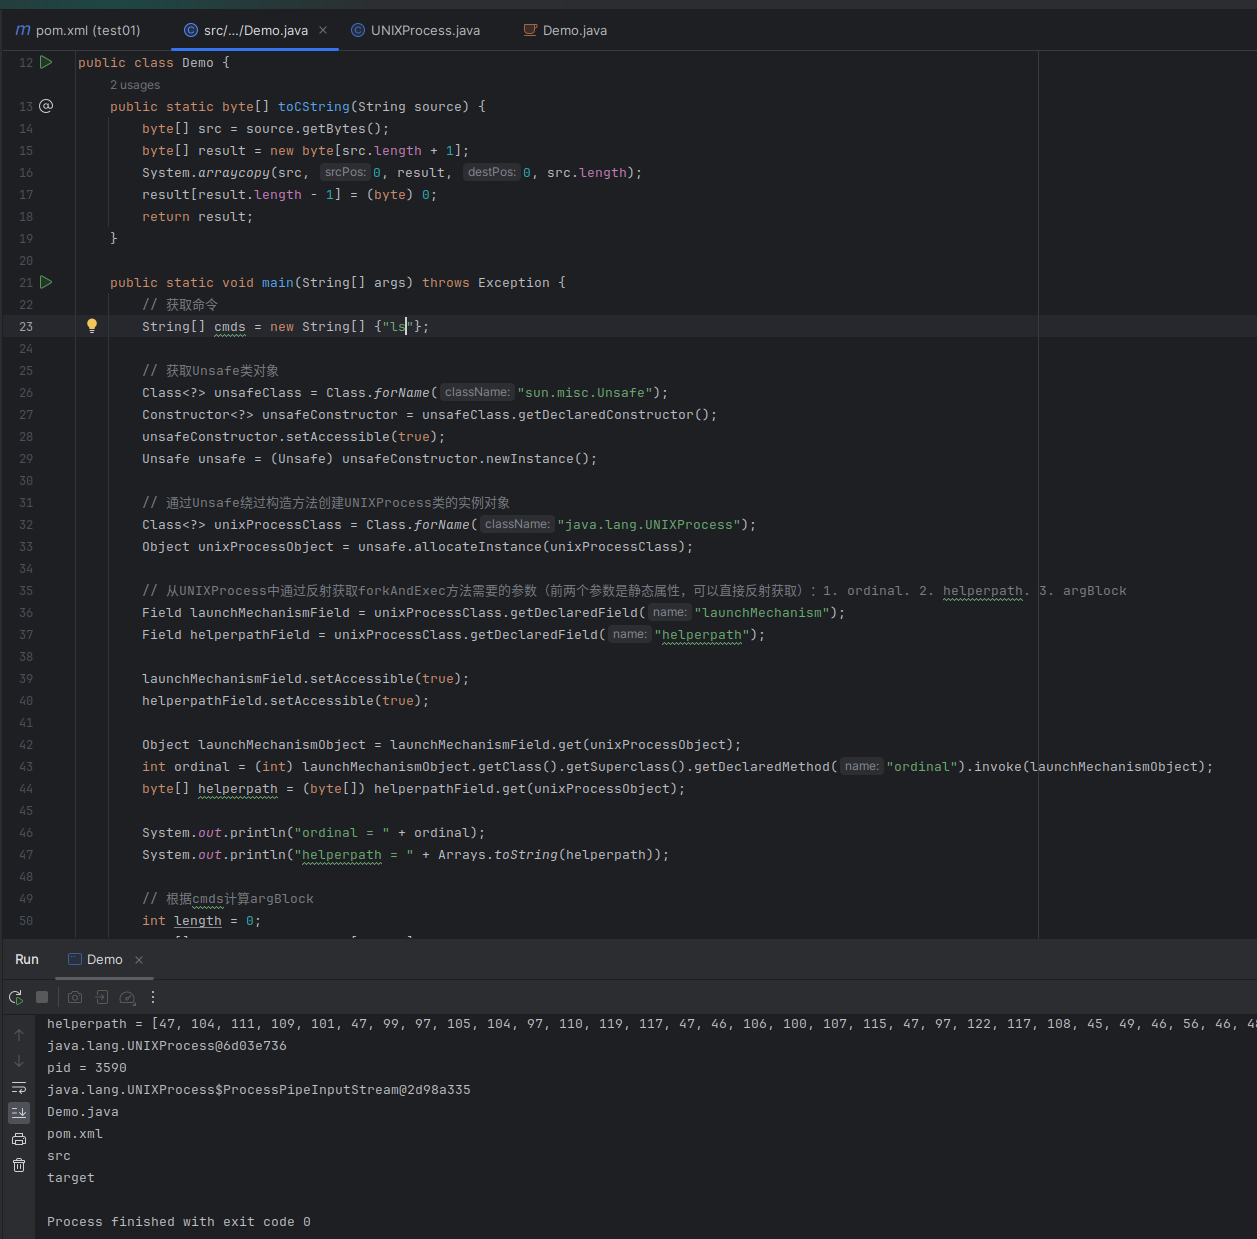 pom.xml (test01)
src/.../Demo.java
UNIXProcess.java
Demo.java
12 public class Demo {
2 usages
13 public static byte[] toCString(String source) {
14 byte[] src = source.getBytes();
15 byte[] result = new byte[src.length + 1];
16 System.arraycopy(src, srcPos: 0, result, destPos: 0, src.length);
17 result[result.length - 1] = (byte) 0;
18 return result;
19 }
20
21 public static void main(String[] args) throws Exception {
22 // 获取命令
23 String[] cmds = new String[] {"ls"};
24
25 // 获取Unsafe类对象
26 Class<?> unsafeClass = Class.forName( className: "sun.misc.Unsafe");
27 Constructor<?> unsafeConstructor = unsafeClass.getDeclaredConstructor();
28 unsafeConstructor.setAccessible(true);
29 Unsafe unsafe = (Unsafe) unsafeConstructor.newInstance();
30
31 // 通过Unsafe绕过构造方法创建UNIXProcess类的实例对象
32 Class<?> unixProcessClass = Class.forName( className: "java.lang.UNIXProcess");
33 Object unixProcessObject = unsafe.allocateInstance(unixProcessClass);
34
35 // 从UNIXProcess中通过反射获取forkAndExec方法需要的参数（前两个参数是静态属性，可以直接反射获取）：1. ordinal. 2. helperpath. 3. argBlock
36 Field launchMechanismField = unixProcessClass.getDeclaredField( name: "launchMechanism");
37 Field helperpathField = unixProcessClass.getDeclaredField( name: "helperpath");
38
39 launchMechanismField.setAccessible(true);
40 helperpathField.setAccessible(true);
41
42 Object launchMechanismObject = launchMechanismField.get(unixProcessObject);
43 int ordinal = (int) launchMechanismObject.getClass().getSuperclass().getDeclaredMethod( name: "ordinal").invoke(launchMechanismObject);
44 byte[] helperpath = (byte[]) helperpathField.get(unixProcessObject);
45
46 System.out.println("ordinal = " + ordinal);
47 System.out.println("helperpath = " + Arrays.toString(helperpath));
48
49 // 根据cmds计算argBlock
50 int length = 0;
Run
Demo
helperpath = [47, 104, 111, 109, 101, 47, 99, 97, 105, 104, 97, 110, 119, 117, 47, 46, 106, 100, 107, 115, 47, 97, 122, 117, 108, 45, 49, 46, 56, 46,
java.lang.UNIXProcess@6d03e736
pid = 3590
java.lang.UNIXProcess$ProcessPipeInputStream@2d98a335
Demo.java
pom.xml
src
target
Process finished with exit code 0